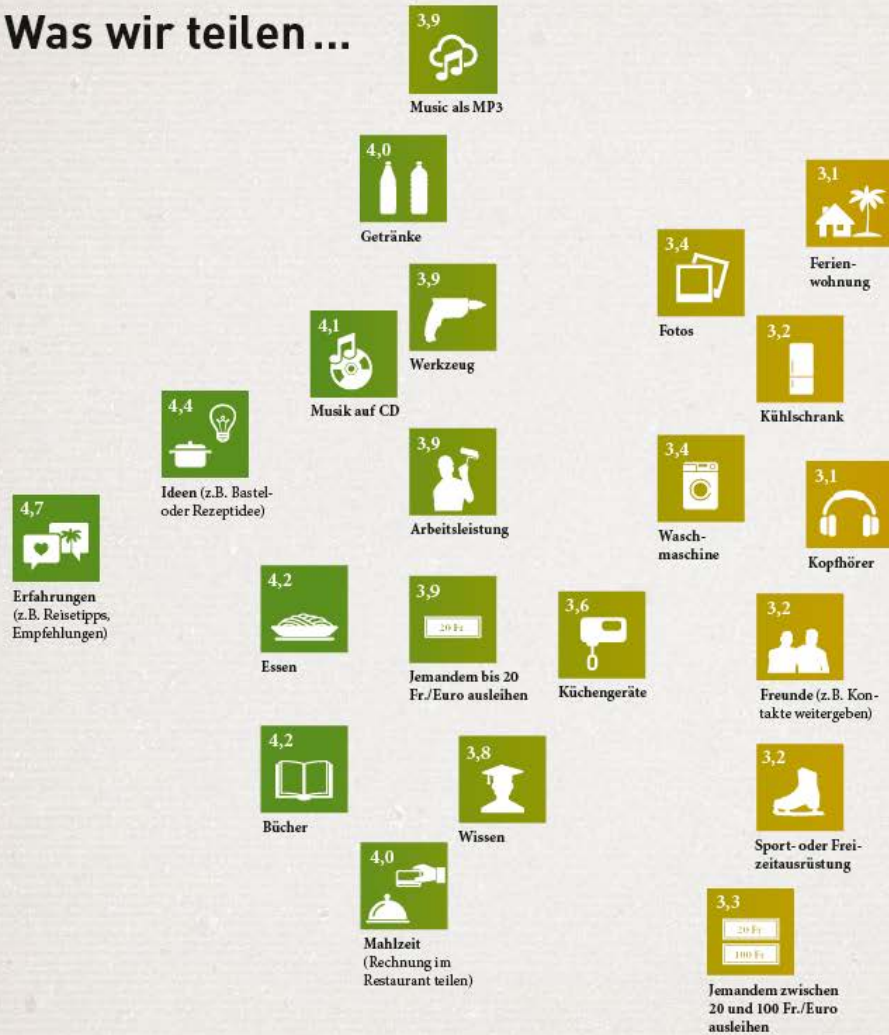 Was wir teilen ...
3,9
Music als MP3
4,0
Getränke
3,1
Ferien-
wohnung
3,4
Fotos
3,9
Werkzeug
4,1
Musik auf CD
3,2
Kühlschrank
4,4
Ideen (z.B. Bastel-
oder Rezeptidee)
3,9
Arbeitsleistung
3,4
Wasch-
maschine
3,1
Kopfhörer
4,7
Erfahrungen
(z.B. Reisetipps,
Empfehlungen)
4,2
Essen
3,9
20 Fr.
Jemandem bis 20
Fr./Euro ausleihen
3,6
Küchengeräte
3,2
Freunde (z.B. Kon-
takte weitergeben)
4,2
Bücher
3,8
Wissen
3,2
Sport- oder Frei-
zeitausrüstung
4,0
Mahlzeit
(Rechnung im
Restaurant teilen)
3,3
20 Fr.
100 Fr.
Jemandem zwischen
20 und 100 Fr./Euro
ausleihen